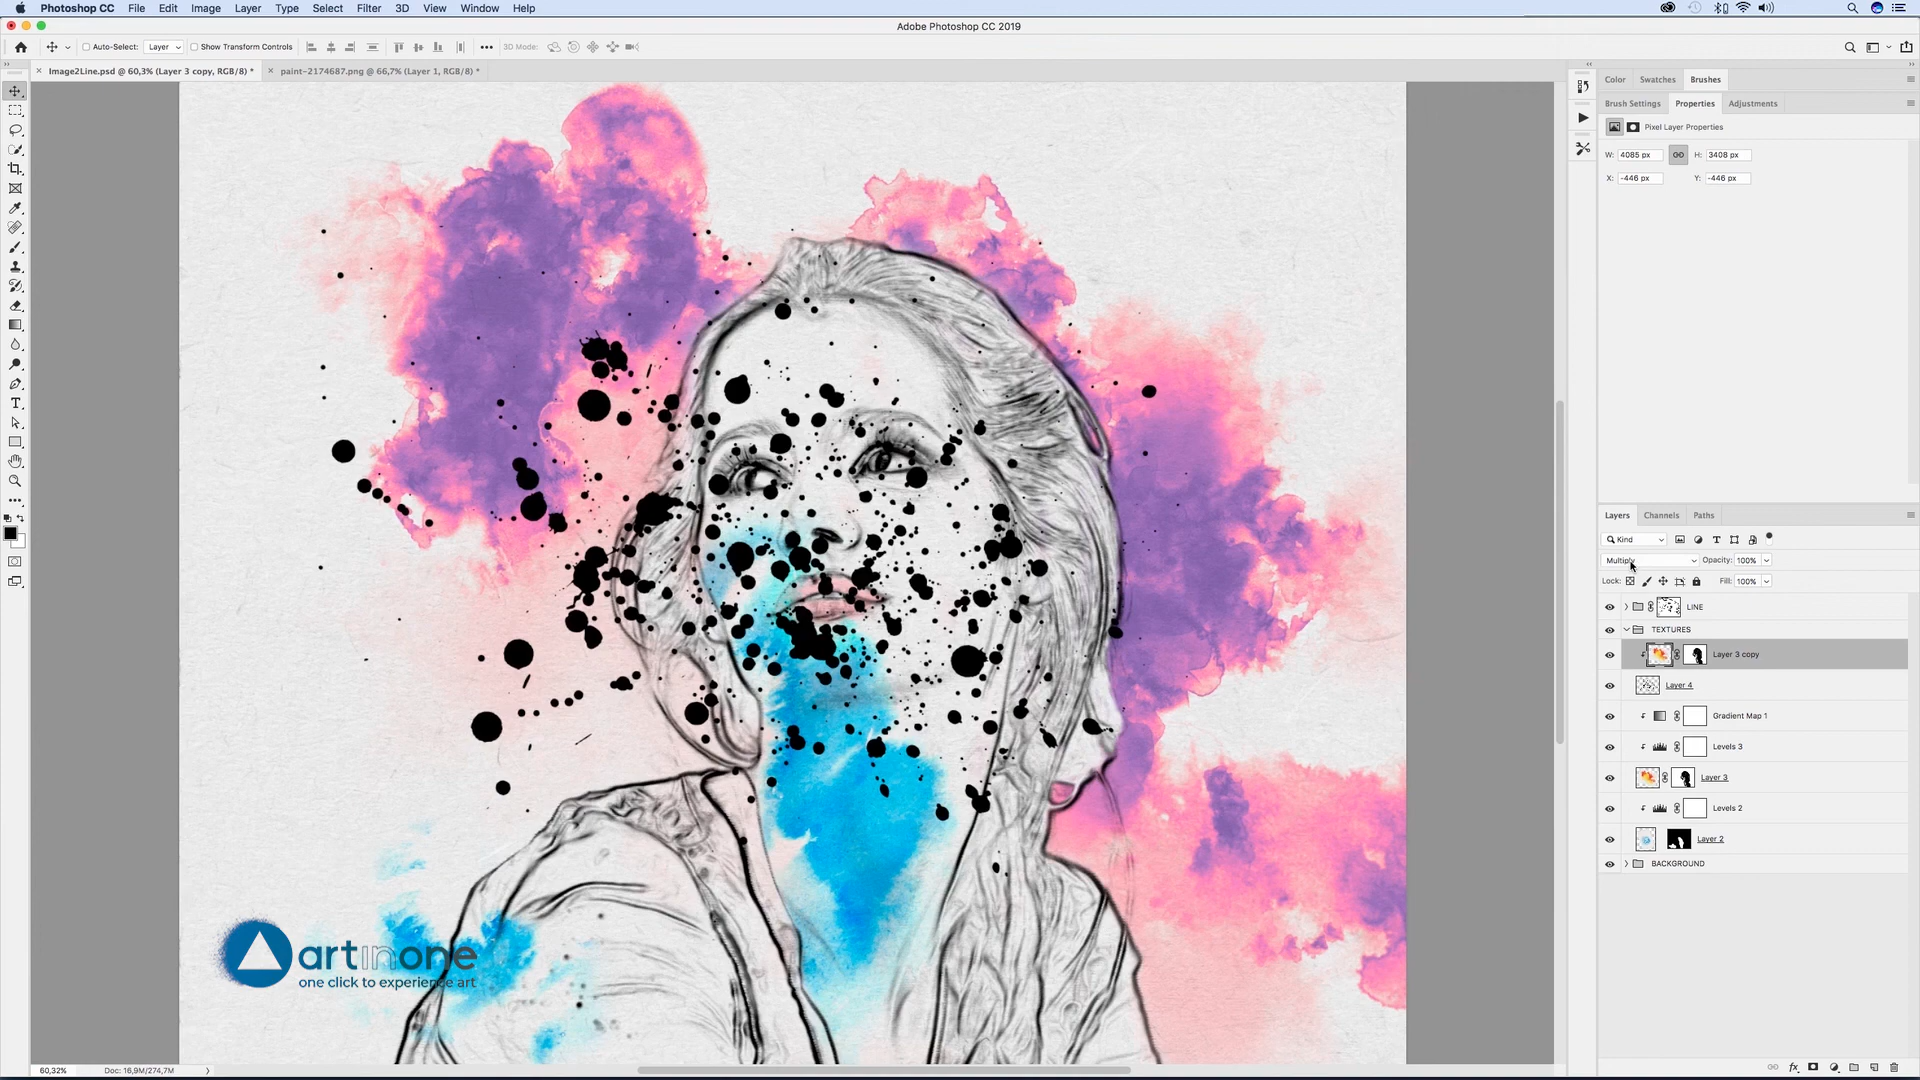 Photoshop CC File Edit Image Layer Type Select Filter 3D View Window Help
Adobe Photoshop CC 2019
Auto-Select: Layer Show Transform Controls 3D Mode:
Image2Line.psd @ 60,3% (Layer 3 copy, RGB/8) * paint-2174687.png @ 66,7% (Layer 1, RGB/8) *
Color Swatches Brushes
Brush Settings Properties Adjustments
Pixel Layer Properties
W: 4085 px H: 3408 px
X: -446 px Y: -446 px
Layers Channels Paths
Kind
Multiply Opacity: 100%
Lock: Fill: 100%
LINE
TEXTURES
Layer 3 copy
Layer 4
Gradient Map 1
Levels 3
Layer 3
Levels 2
Layer 2
BACKGROUND
artinone
one click to experience art
60,32% Doc: 16,9M/274,7M